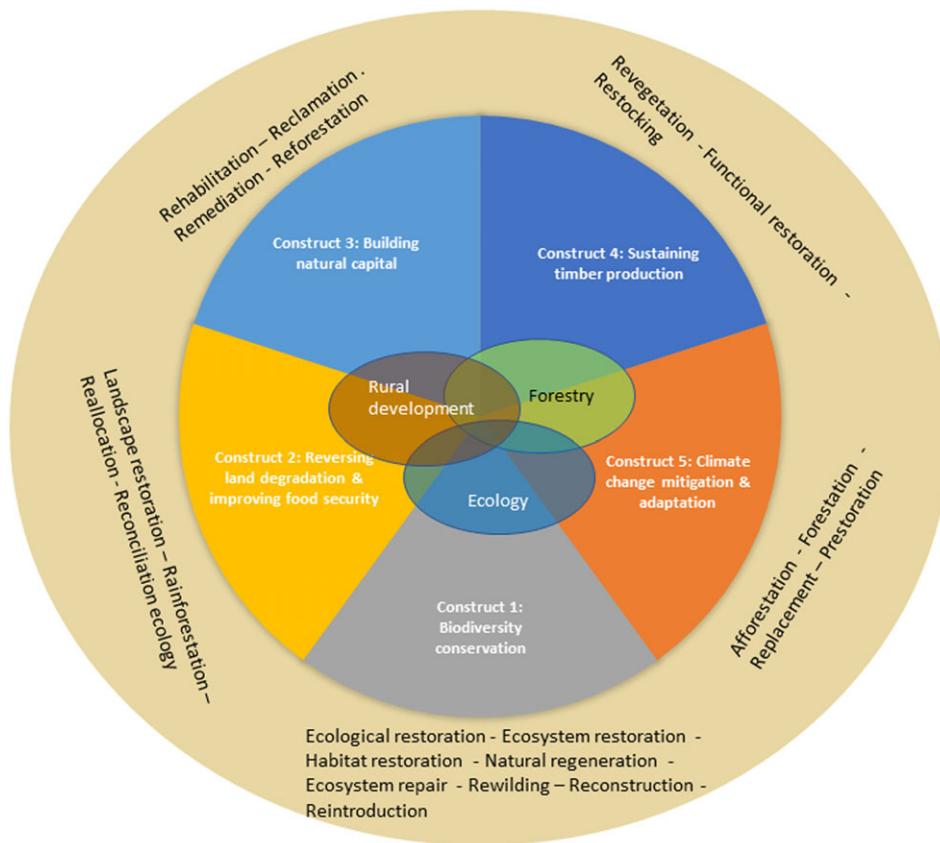 Rehabilitation – Reclamation .
Remediation - Reforestation
Revegetation - Functional restoration -
Restocking
Construct 3: Building
natural capital
Construct 4: Sustaining
timber production
Rural
development
Forestry
Ecology
Construct 2: Reversing
land degradation &
improving food security
Construct 5: Climate
change mitigation &
adaptation
Construct 1:
Biodiversity
conservation
Landscape restoration – Rainforestation –
Reallocation - Reconciliation ecology
Afforestation - Forestation -
Replacement – Prestoration
Ecological restoration - Ecosystem restoration -
Habitat restoration - Natural regeneration -
Ecosystem repair - Rewilding – Reconstruction -
Reintroduction